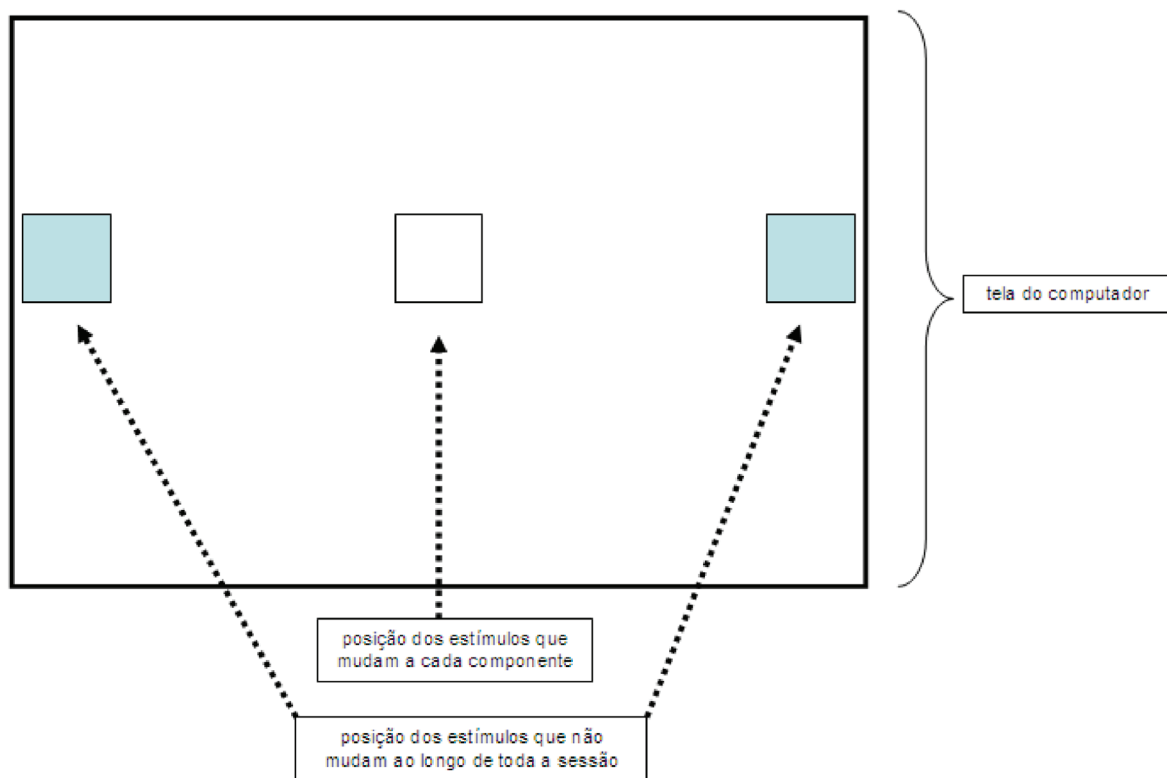 tela do computador
posição dos estímulos que
mudam a cada componente
posição dos estímulos que não
mudam ao longo de toda a sessão